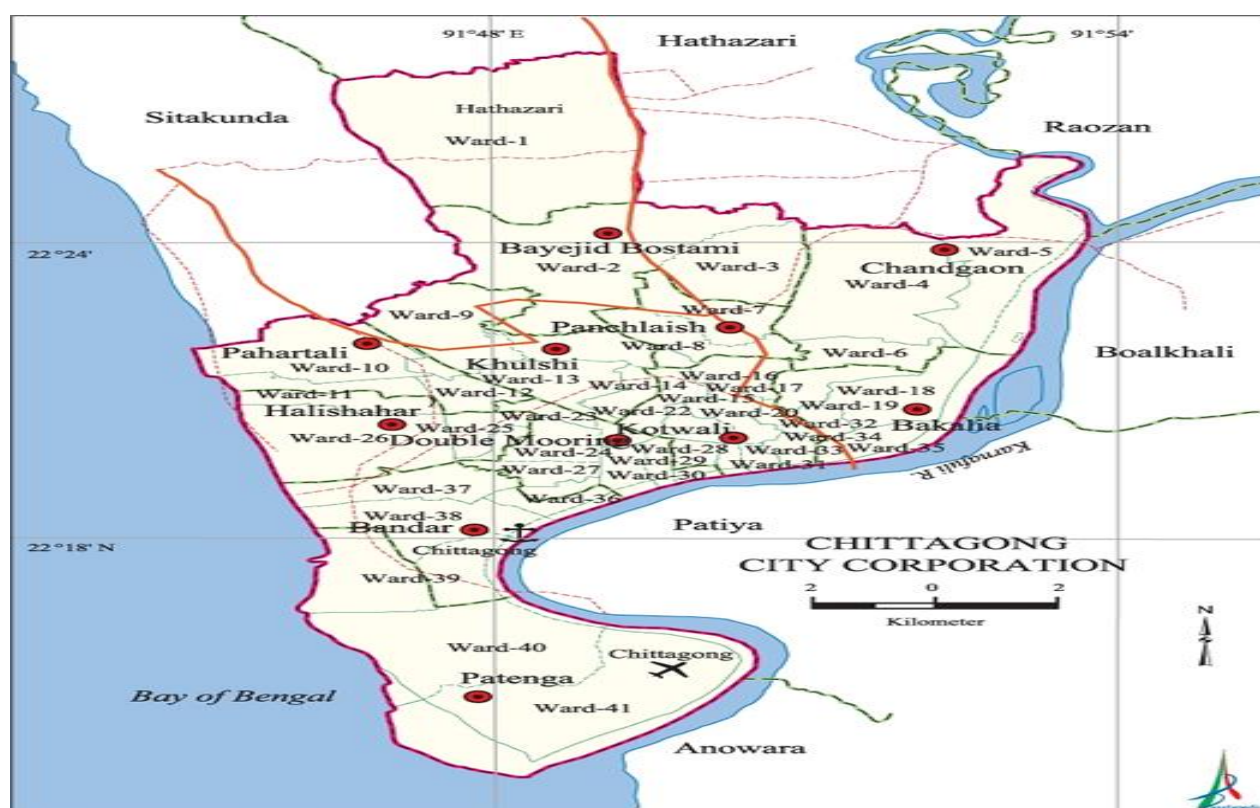 91°48' E
91°54'
Hathazari
Hathazari
Sitakunda
Raozan
Ward-1
Bayejid Bostami
Ward-5
22°24'
Ward-2
Ward-3
Chandgaon
Ward-4
Ward-7
Ward-9
Panchlaish
Ward-8
Pahartali
Ward-6
Boalkhali
Khulshi
Ward-10
Ward-13
Ward-16
Ward-11
Ward-12
Ward-14
Ward-17
Ward-18
Ward-15
Halishahar
Ward-23
Ward-22
Ward-20
Ward-19
Ward-25
Kotwali
Ward-32
Bakalia
Ward-26
Double Mooring
Ward-34
Ward-24
Ward-28
Ward-33
Ward-35
Ward-27
Ward-29
Ward-31
Karnafuli R.
Ward-30
Ward-37
Ward-36
Ward-38
Bandar
Patiya
22°18' N
Chittagong
CHITTAGONG
CITY CORPORATION
Ward-39
2 0 2
Kilometer
N
Ward-40
Chittagong
Patenga
Bay of Bengal
Ward-41
Anowara